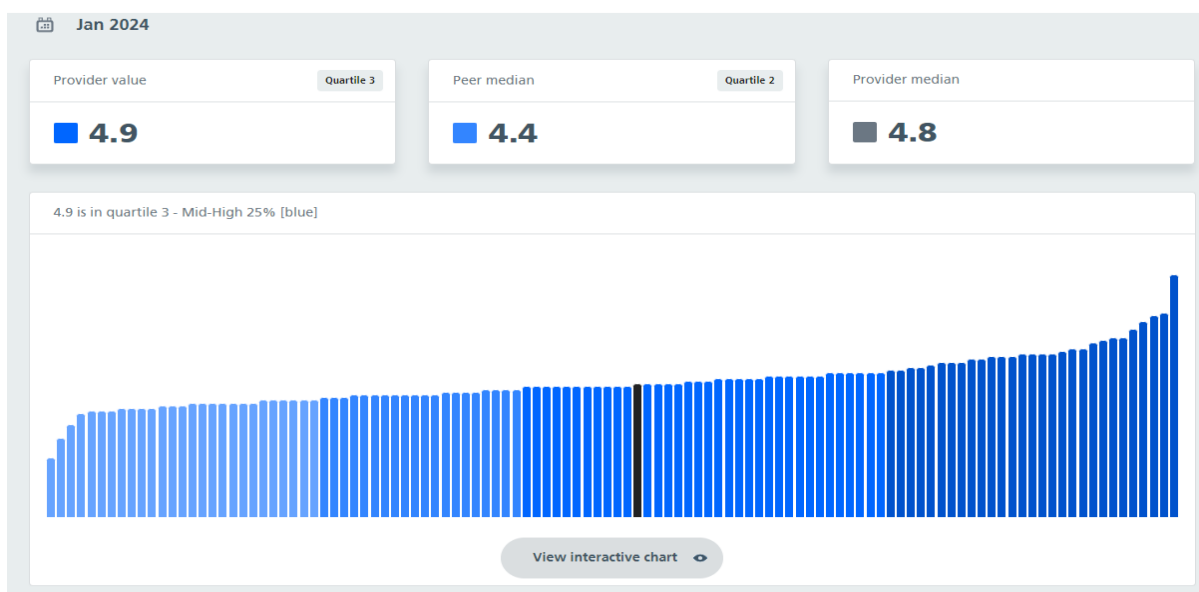 Jan 2024
Provider value Quartile 3
4.9
Peer median Quartile 2
4.4
Provider median
4.8
4.9 is in quartile 3 - Mid-High 25% [blue]
View interactive chart